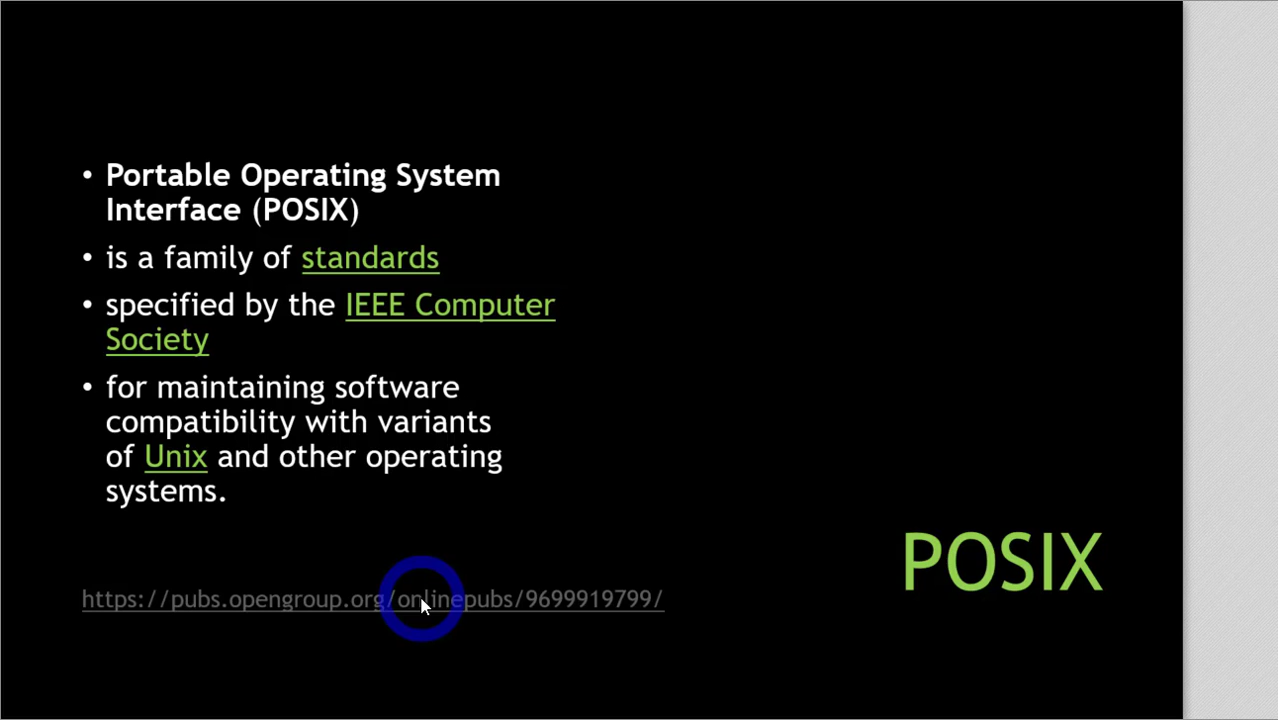 • Portable Operating System
Interface (POSIX)
• is a family of standards
• specified by the IEEE Computer
Society
• for maintaining software
compatibility with variants
of Unix and other operating
systems.
POSIX
https://pubs.opengroup.org/onlinepubs/9699919799/